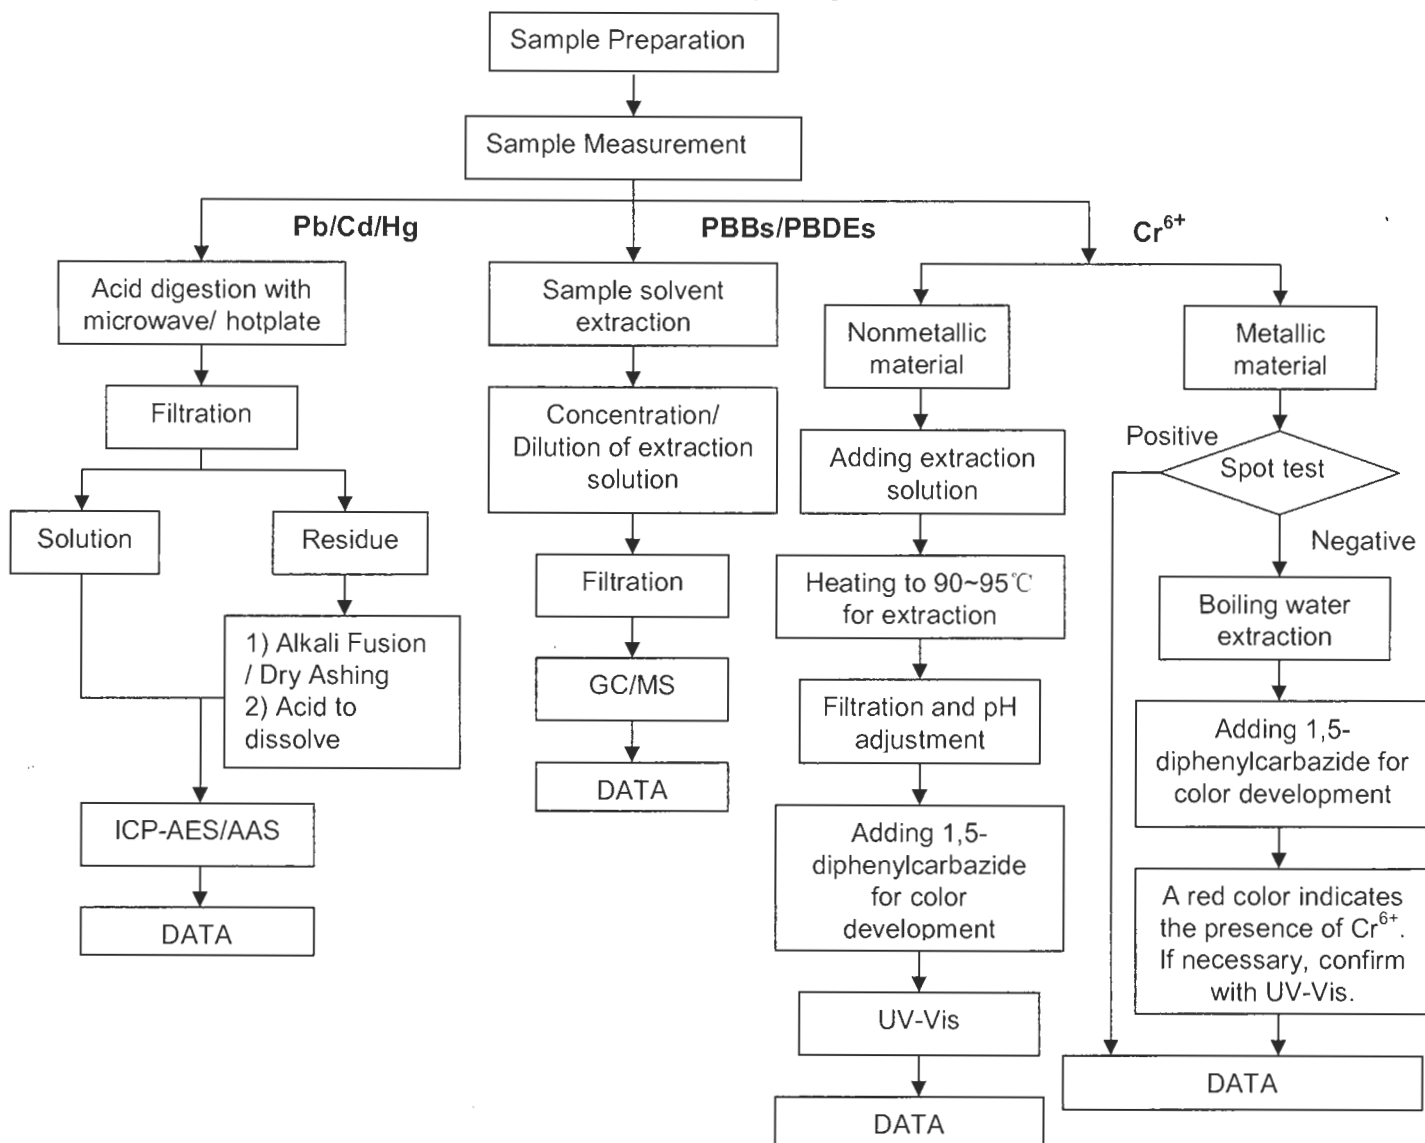 Sample Preparation
Sample Measurement
Pb/Cd/Hg
PBBs/PBDEs
Cr⁶⁺
Acid digestion with
microwave/ hotplate
Filtration
Solution
Residue
1) Alkali Fusion
/ Dry Ashing
2) Acid to
dissolve
ICP-AES/AAS
DATA
Sample solvent
extraction
Concentration/
Dilution of extraction
solution
Filtration
GC/MS
DATA
Nonmetallic
material
Adding extraction
solution
Heating to 90~95℃
for extraction
Filtration and pH
adjustment
Adding 1,5-
diphenylcarbazide
for color
development
UV-Vis
DATA
Metallic
material
Positive
Spot test
Negative
Boiling water
extraction
Adding 1,5-
diphenylcarbazide for
color development
A red color indicates
the presence of Cr⁶⁺.
If necessary, confirm
with UV-Vis.
DATA